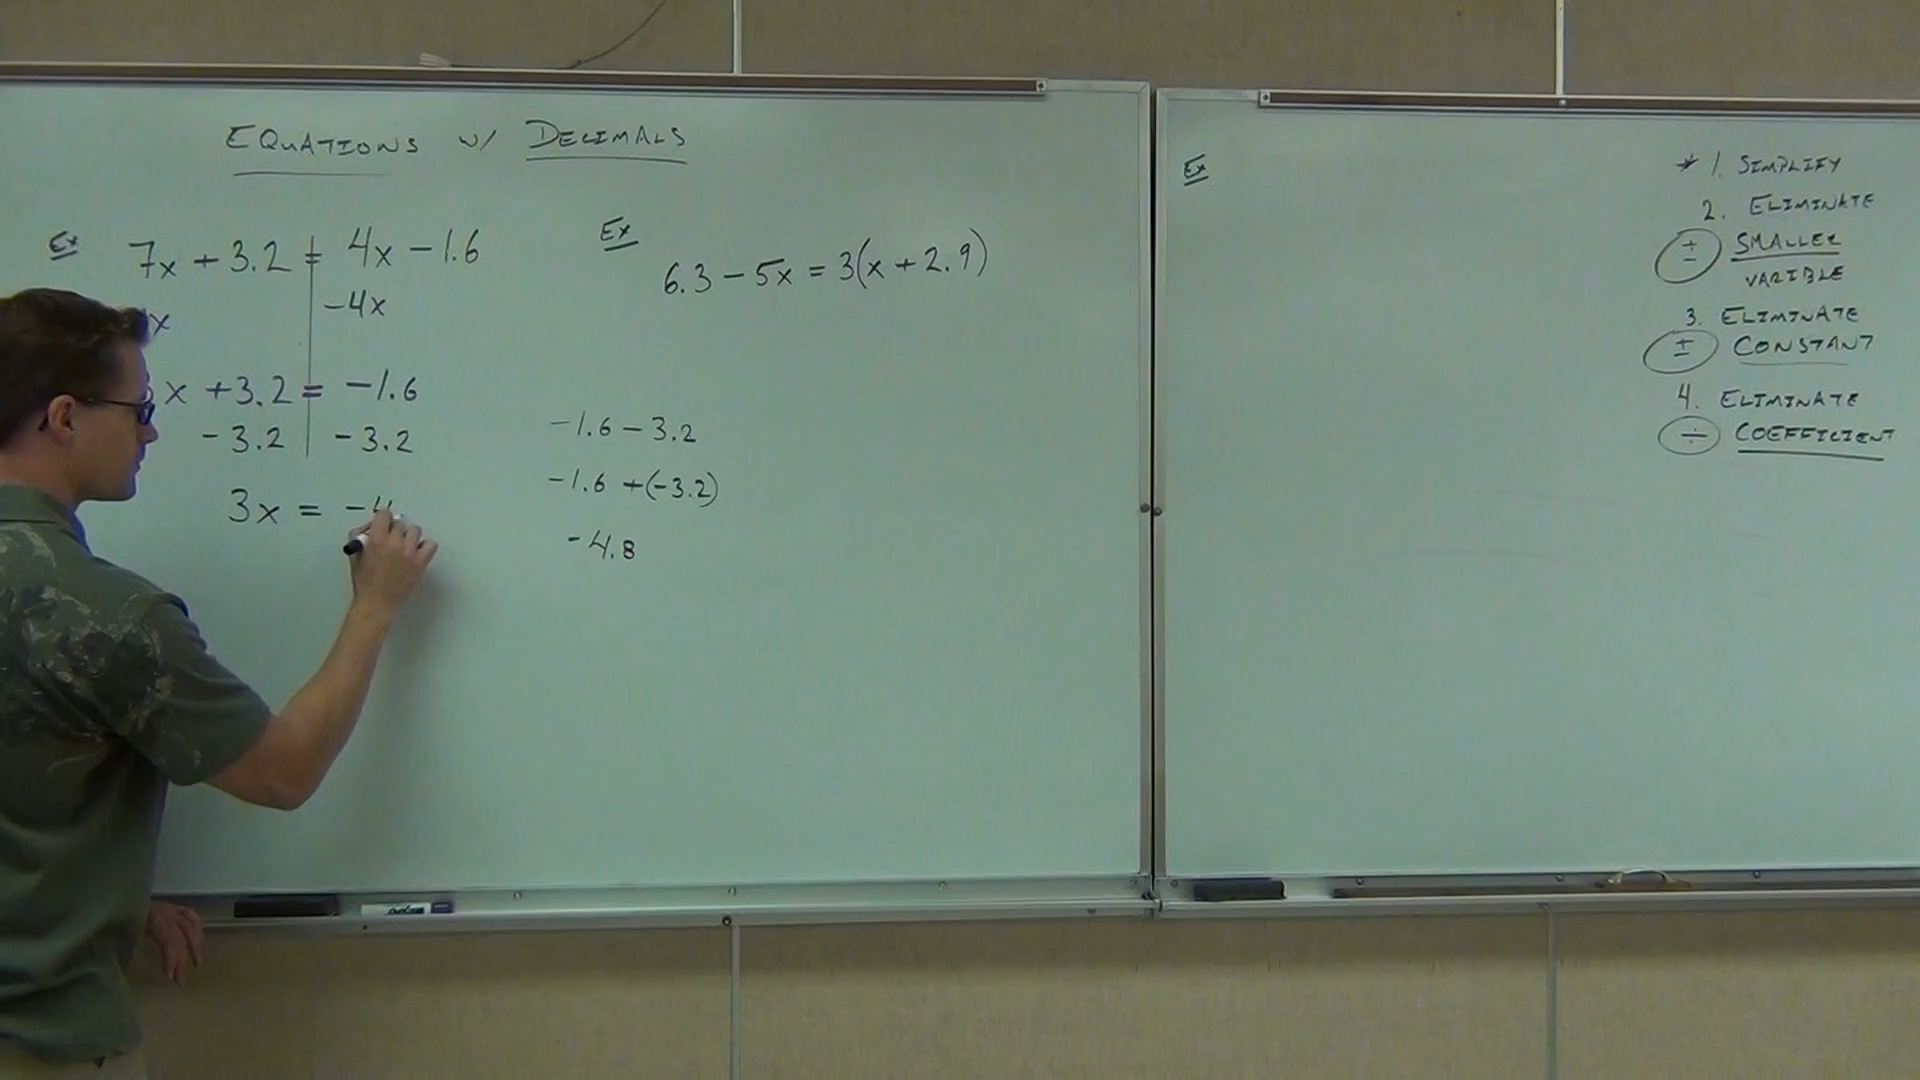 EQUATIONS W/ DECIMALS
Ex 7x + 3.2 = 4x - 1.6
x -4x
x + 3.2 = -1.6
-3.2 -3.2
3x = -4
-1.6 - 3.2
-1.6 + (-3.2)
-4.8
Ex
6.3 - 5x = 3(x + 2.9)
Ex
* 1. SIMPLIFY
2. ELIMINATE
± SMALLER
VARIBLE
3. ELIMINATE
± CONSTANT
4. ELIMINATE
÷ COEFFICIENT